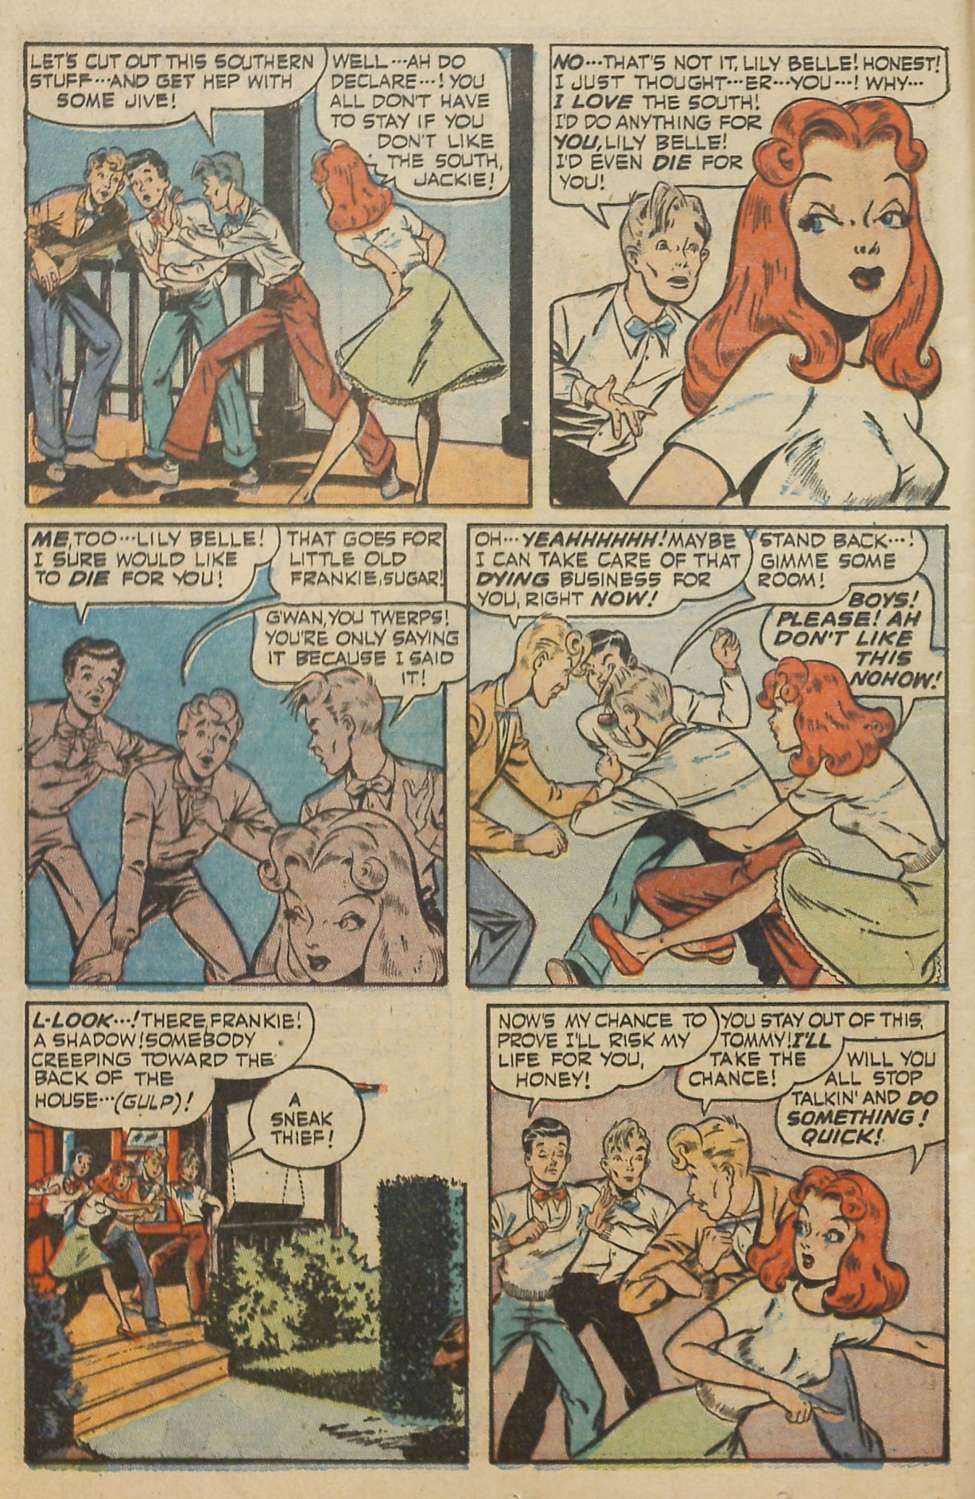 LET'S CUT OUT THIS SOUTHERN
STUFF---AND GET HEP WITH
SOME JIVE!
WELL---AH DO
DECLARE---! YOU
ALL DON'T HAVE
TO STAY IF YOU
DON'T LIKE
THE SOUTH,
JACKIE!
NO---THAT'S NOT IT, LILY BELLE! HONEST!
I JUST THOUGHT---ER---YOU---! WHY---
I LOVE THE SOUTH!
I'D DO ANYTHING FOR
YOU, LILY BELLE!
I'D EVEN DIE FOR
YOU!
ME, TOO---LILY BELLE!
I SURE WOULD LIKE
TO DIE FOR YOU!
THAT GOES FOR
LITTLE OLD
FRANKIE, SUGAR!
G'WAN, YOU TWERPS!
YOU'RE ONLY SAYING
IT BECAUSE I SAID
IT!
OH---YEAHHHHHH! MAYBE
I CAN TAKE CARE OF THAT
DYING BUSINESS FOR
YOU, RIGHT NOW!
STAND BACK---!
GIMME SOME
ROOM!
BOYS!
PLEASE! AH
DON'T LIKE
THIS
NOHOW!
L-LOOK---! THERE, FRANKIE!
A SHADOW! SOMEBODY
CREEPING TOWARD THE
BACK OF THE
HOUSE---(GULP)!
A
SNEAK
THIEF!
NOW'S MY CHANCE TO
PROVE I'LL RISK MY
LIFE FOR YOU,
HONEY!
YOU STAY OUT OF THIS,
TOMMY! I'LL
TAKE THE
CHANCE!
WILL YOU
ALL STOP
TALKIN' AND DO
SOMETHING!
QUICK!